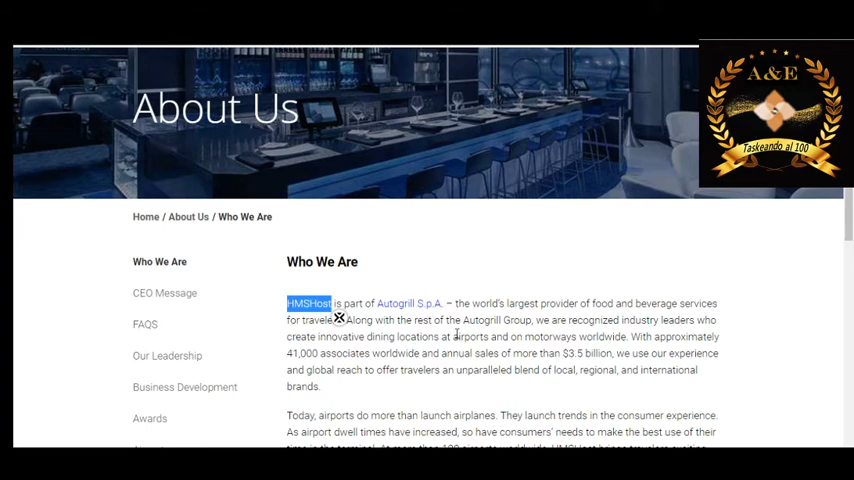 About Us
A&E
Taskeando al 100
Home / About Us / Who We Are
Who We Are
CEO Message
FAQS
Our Leadership
Business Development
Awards
Who We Are
HMSHost is part of Autogrill S.p.A. – the world's largest provider of food and beverage services
for travele Along with the rest of the Autogrill Group, we are recognized industry leaders who
create innovative dining locations at airports and on motorways worldwide. With approximately
41,000 associates worldwide and annual sales of more than $3.5 billion, we use our experience
and global reach to offer travelers an unparalleled blend of local, regional, and international
brands.
Today, airports do more than launch airplanes. They launch trends in the consumer experience.
As airport dwell times have increased, so have consumers' needs to make the best use of their